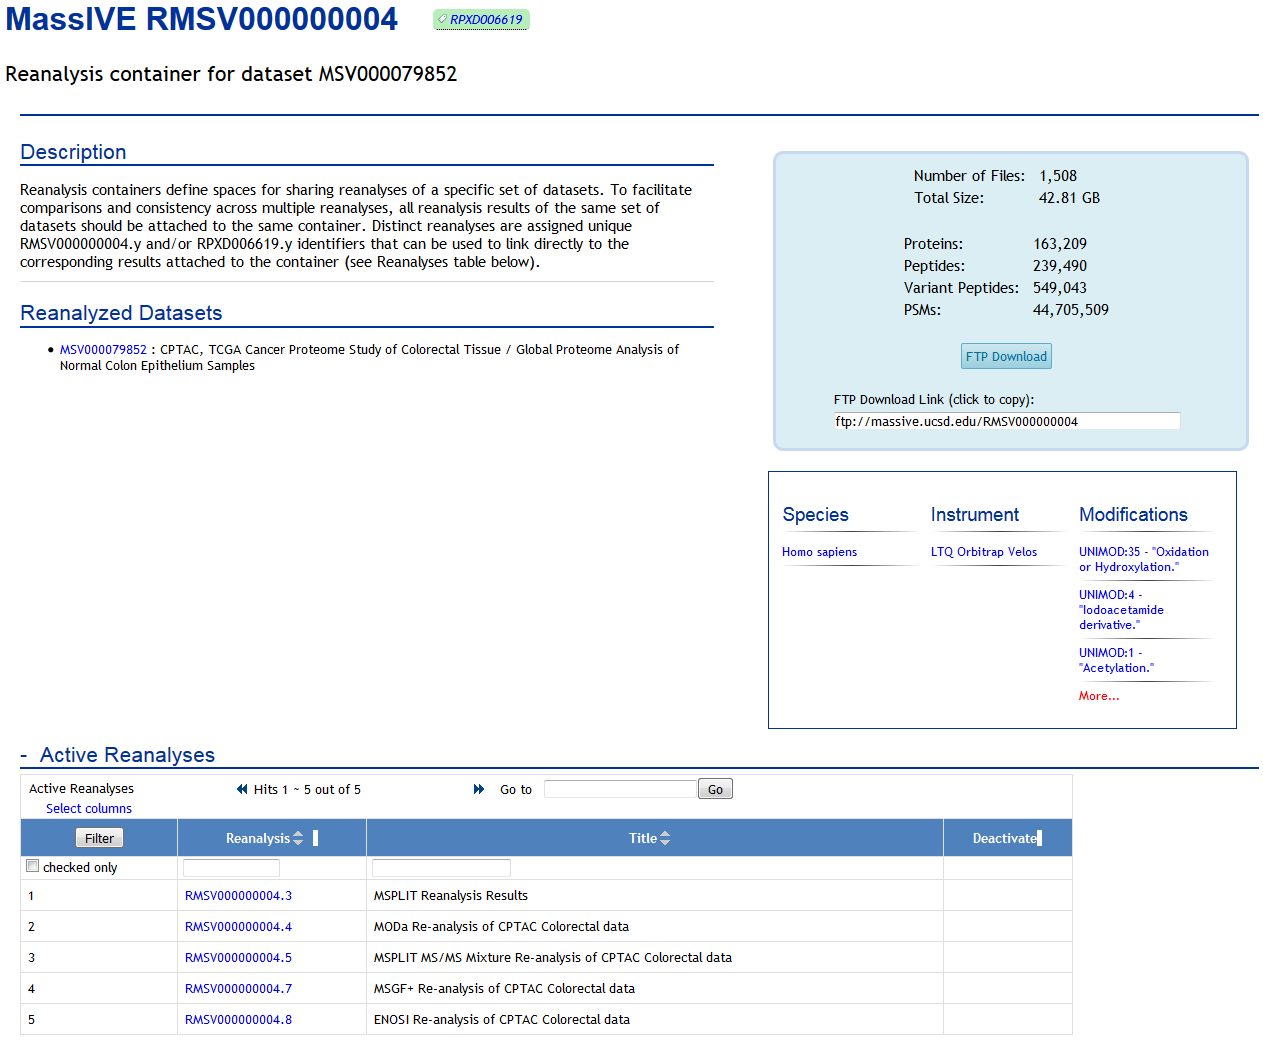 MassIVE RMSV000000004
RPXD006619
Reanalysis container for dataset MSV000079852
Description
Reanalysis containers define spaces for sharing reanalyses of a specific set of datasets. To facilitate
comparisons and consistency across multiple reanalyses, all reanalysis results of the same set of
datasets should be attached to the same container. Distinct reanalyses are assigned unique
RMSV000000004.y and/or RPXD006619.y identifiers that can be used to link directly to the
corresponding results attached to the container (see Reanalyses table below).
Reanalyzed Datasets
• MSV000079852 : CPTAC, TCGA Cancer Proteome Study of Colorectal Tissue / Global Proteome Analysis of
Normal Colon Epithelium Samples
Number of Files: 1,508
Total Size: 42.81 GB
Proteins: 163,209
Peptides: 239,490
Variant Peptides: 549,043
PSMs: 44,705,509
FTP Download
FTP Download Link (click to copy):
ftp://massive.ucsd.edu/RMSV000000004
Species Instrument Modifications
Homo sapiens LTQ Orbitrap Velos UNIMOD:35 - "Oxidation
or Hydroxylation."
UNIMOD:4 -
"Iodoacetamide
derivative."
UNIMOD:1 -
"Acetylation."
More...
- Active Reanalyses
Active Reanalyses Hits 1 ~ 5 out of 5 Go to Go
Select columns
Filter Reanalysis Title Deactivate
checked only
1 RMSV000000004.3 MSPLIT Reanalysis Results
2 RMSV000000004.4 MODa Re-analysis of CPTAC Colorectal data
3 RMSV000000004.5 MSPLIT MS/MS Mixture Re-analysis of CPTAC Colorectal data
4 RMSV000000004.7 MSGF+ Re-analysis of CPTAC Colorectal data
5 RMSV000000004.8 ENOSI Re-analysis of CPTAC Colorectal data